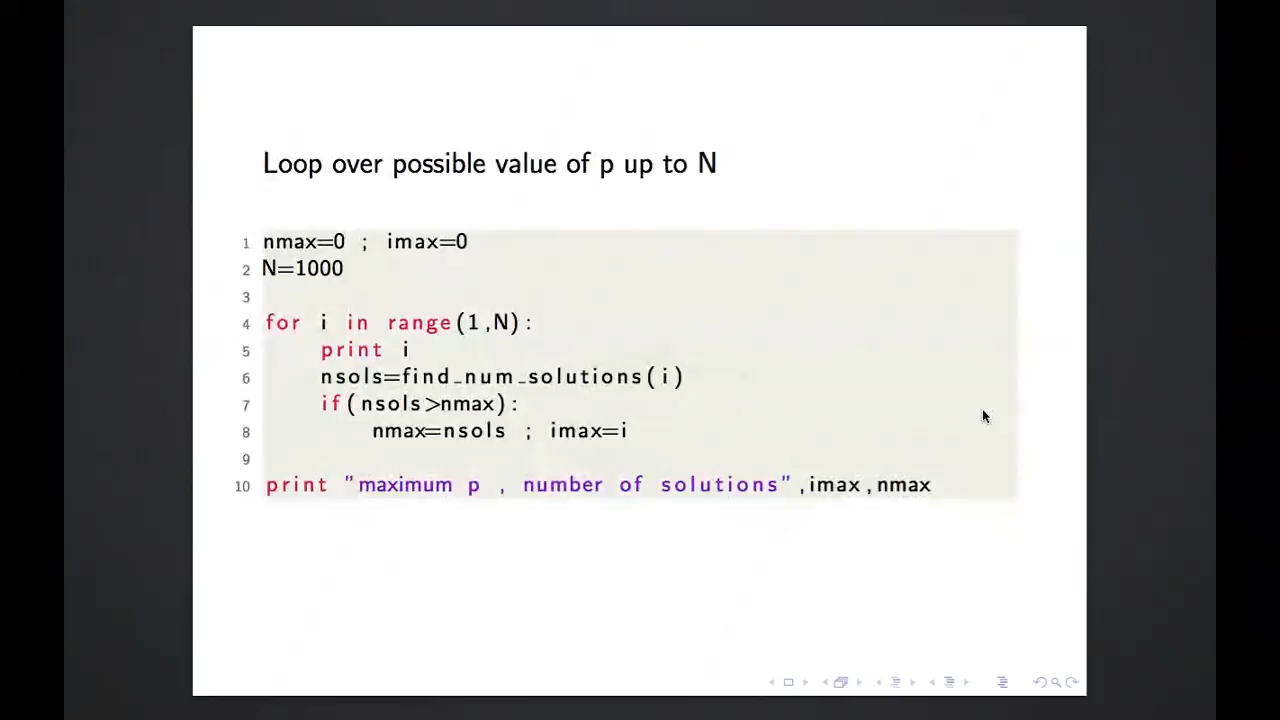 Loop over possible value of p up to N
1 nmax=0 ; imax=0
2 N=1000
3
4 for i in range(1,N):
5     print i
6     nsols=find_num_solutions(i)
7     if(nsols>nmax):
8         nmax=nsols ; imax=i
9
10 print "maximum p , number of solutions",imax,nmax